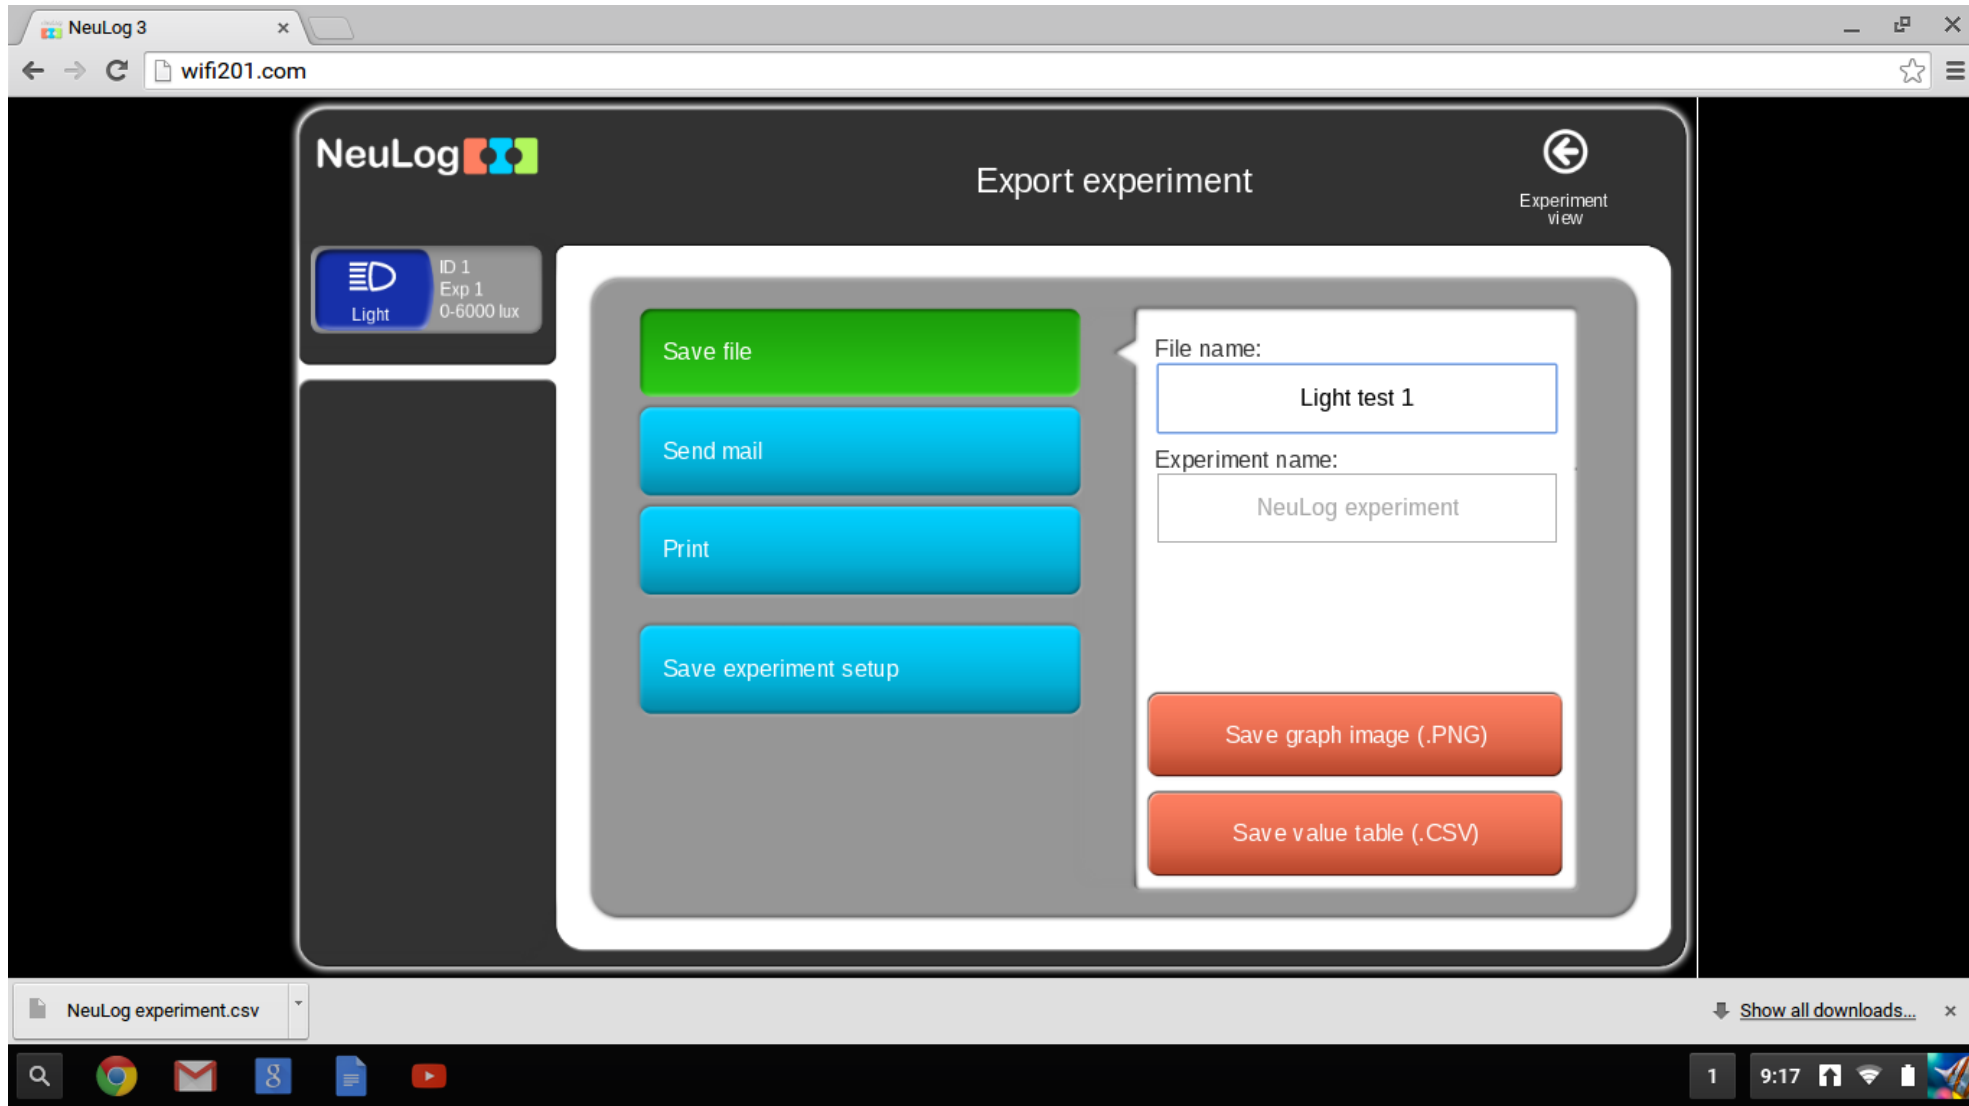 NeuLog 3
wifi201.com
NeuLog
Export experiment
Experiment
view
Light
ID 1
Exp 1
0-6000 lux
Save file
Send mail
Print
Save experiment setup
File name:
Light test 1
Experiment name:
NeuLog experiment
Save graph image (.PNG)
Save value table (.CSV)
NeuLog experiment.csv
Show all downloads...
8
1
9:17